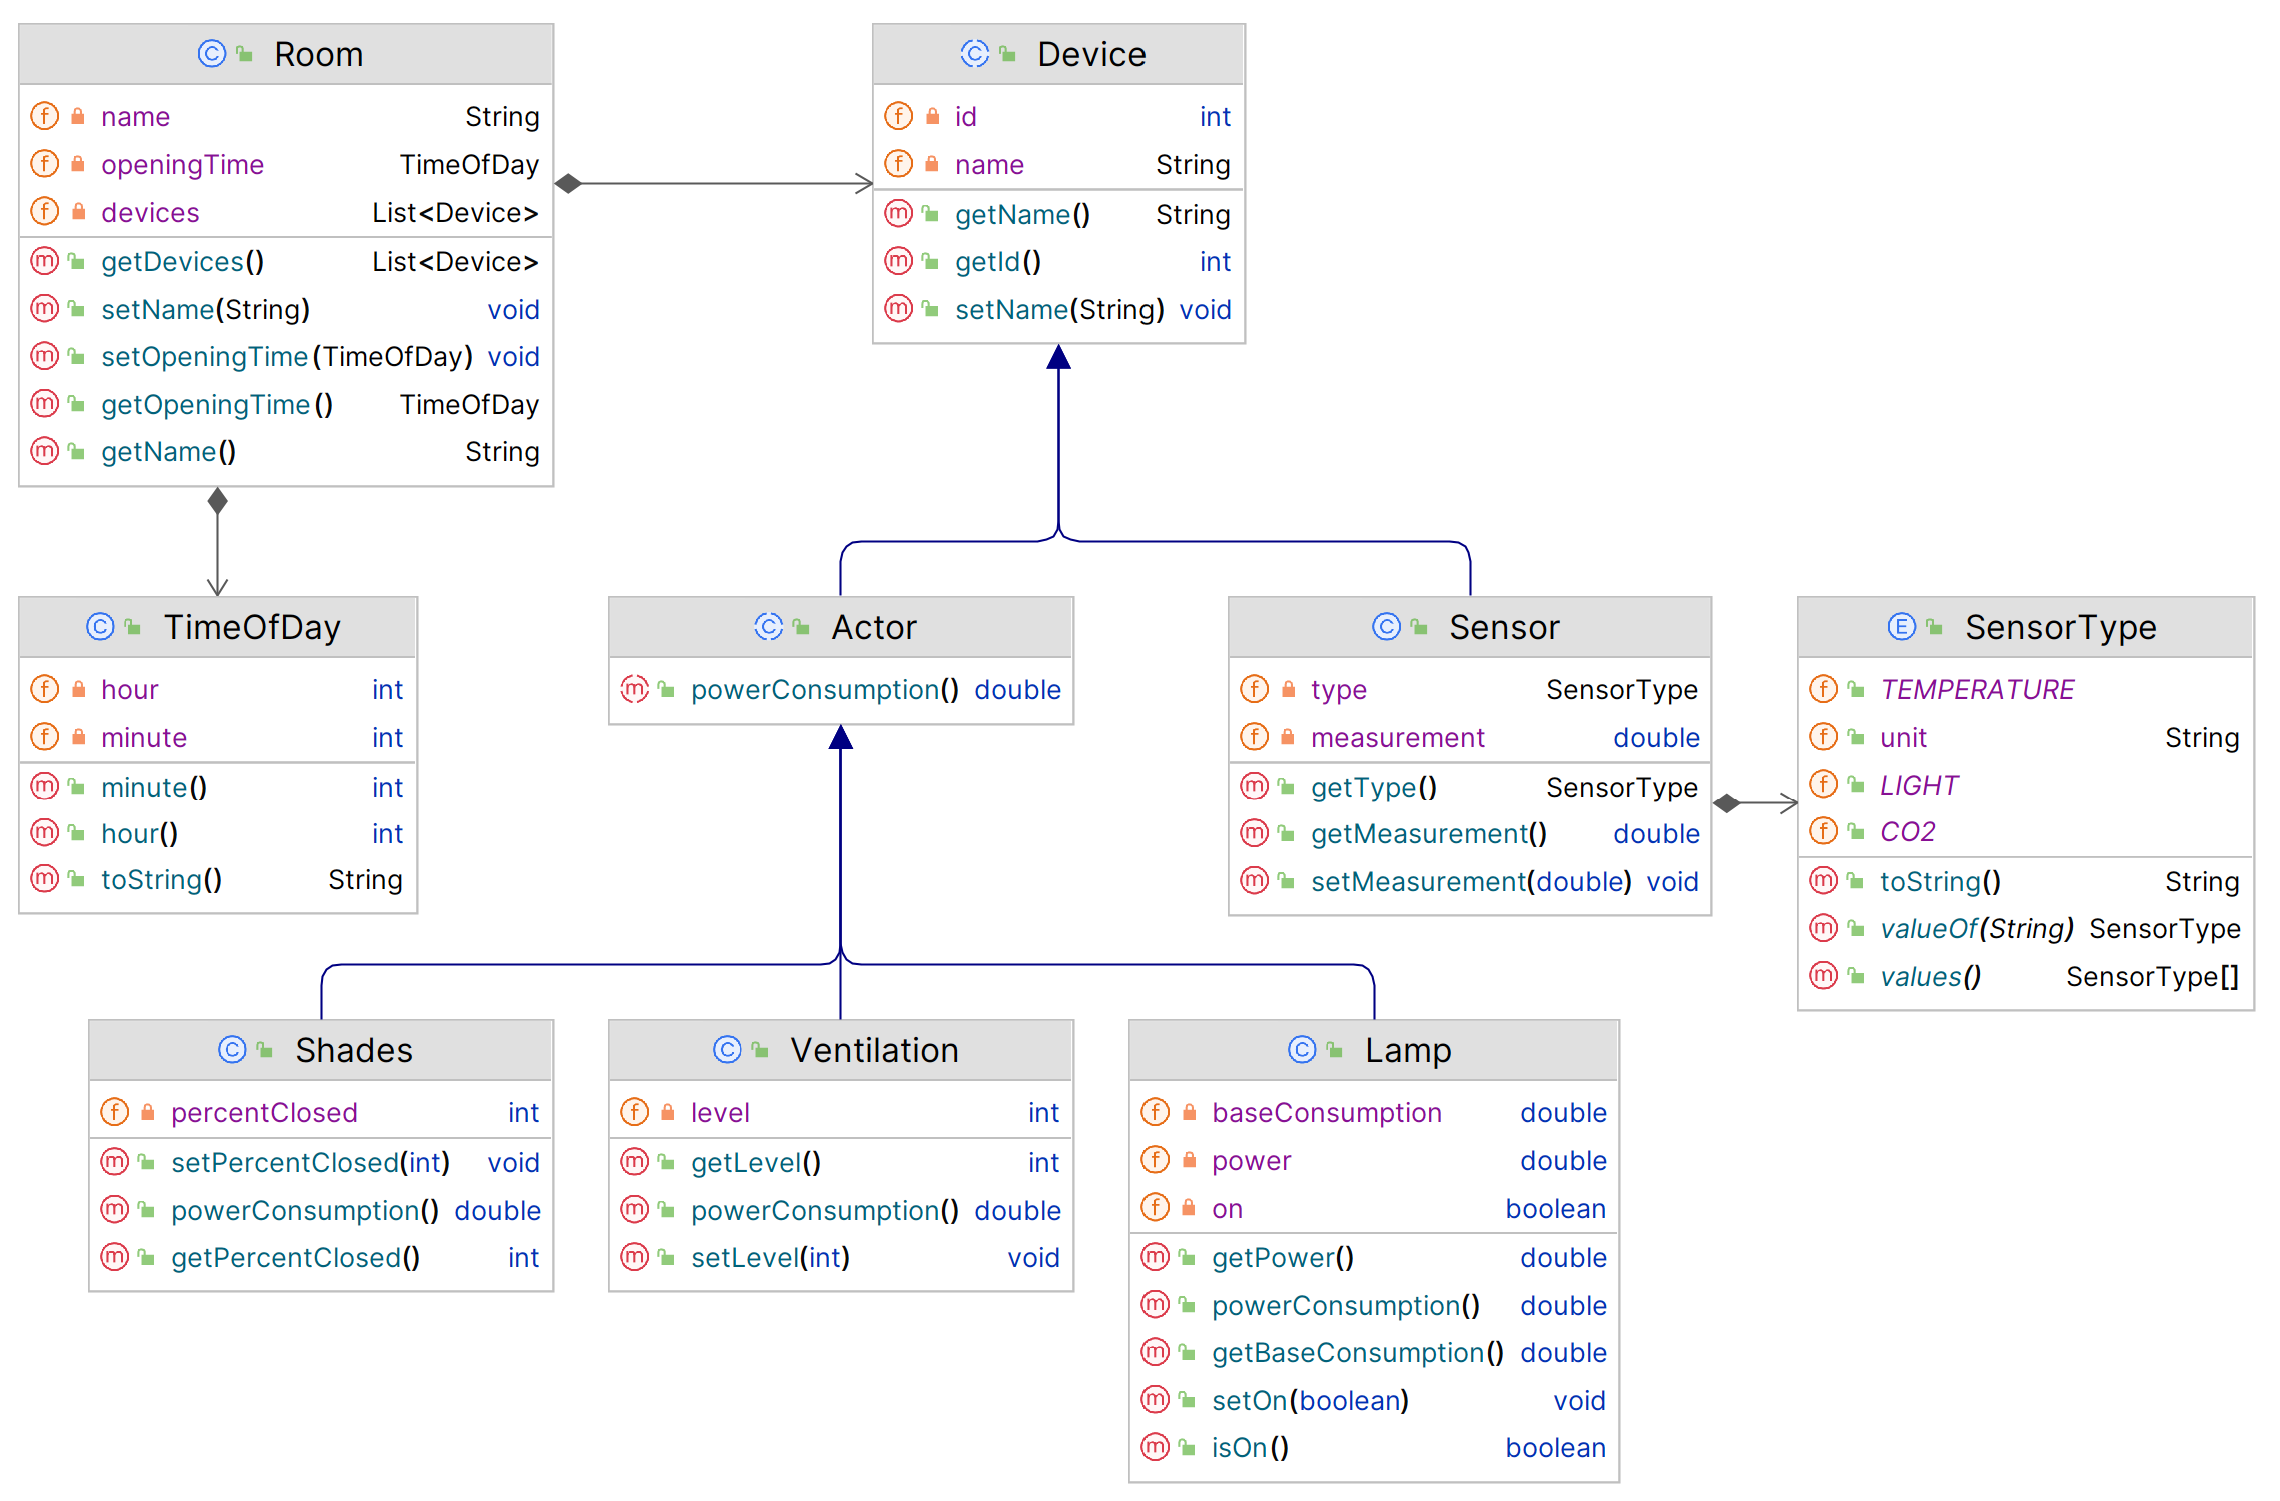 Room
name String
openingTime TimeOfDay
devices List<Device>
getDevices() List<Device>
setName(String) void
setOpeningTime(TimeOfDay) void
getOpeningTime() TimeOfDay
getName() String
Device
id int
name String
getName() String
getId() int
setName(String) void
TimeOfDay
hour int
minute int
minute() int
hour() int
toString() String
Actor
powerConsumption() double
Sensor
type SensorType
measurement double
getType() SensorType
getMeasurement() double
setMeasurement(double) void
SensorType
TEMPERATURE
unit String
LIGHT
CO2
toString() String
valueOf(String) SensorType
values() SensorType[]
Shades
percentClosed int
setPercentClosed(int) void
powerConsumption() double
getPercentClosed() int
Ventilation
level int
getLevel() int
powerConsumption() double
setLevel(int) void
Lamp
baseConsumption double
power double
on boolean
getPower() double
powerConsumption() double
getBaseConsumption() double
setOn(boolean) void
isOn() boolean